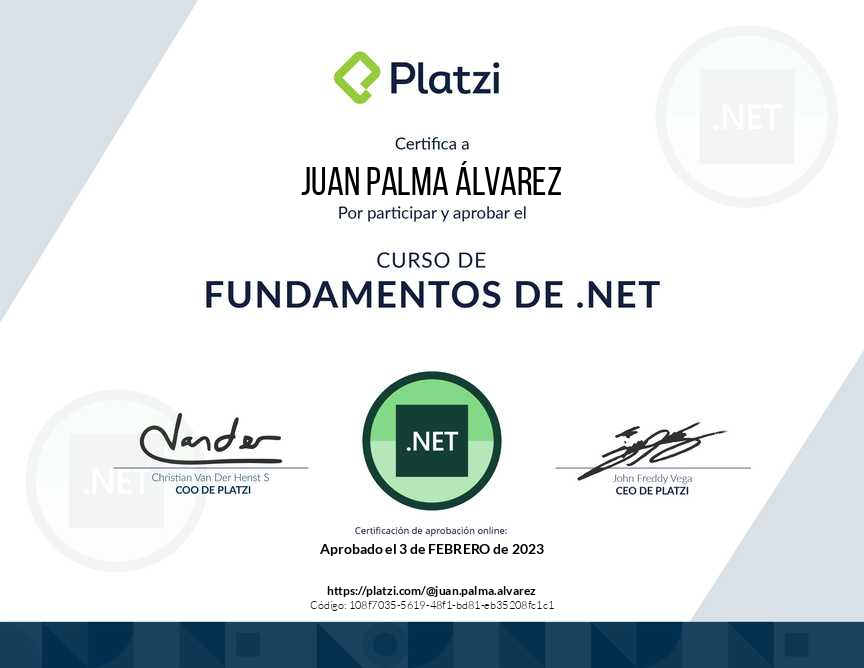 Platzi
.NET
Certifica a
JUAN PALMA ÁLVAREZ
Por participar y aprobar el
CURSO DE
FUNDAMENTOS DE .NET
Vander
.NET
.NET
Christian Van Der Henst S
COO DE PLATZI
John Freddy Vega
CEO DE PLATZI
Certificación de aprobación online:
Aprobado el 3 de FEBRERO de 2023
https://platzi.com/@juan.palma.alvarez
Código: 108f7035-5619-48f1-bd81-eb35208fc1c1